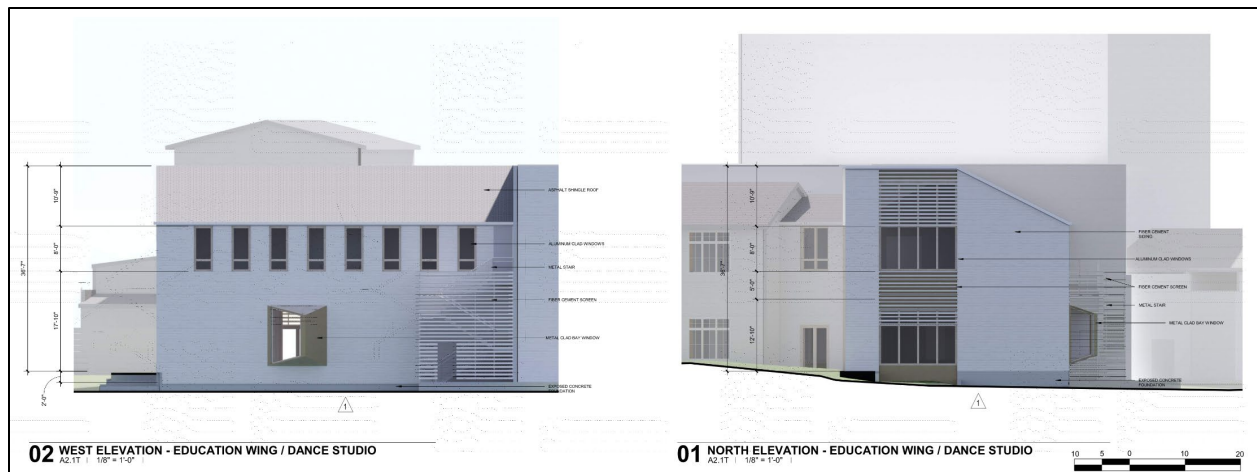 36'-7"
10'-9"
8'-0"
17'-10"
2'-0"
ASPHALT SHINGLE ROOF
ALUMINUM CLAD WINDOWS
METAL STAIR
FIBER CEMENT SCREEN
METAL CLAD BAY WINDOW
EXPOSED CONCRETE
FOUNDATION
1
02 WEST ELEVATION - EDUCATION WING / DANCE STUDIO
A2.1T | 1/8" = 1'-0" |
36'-7"
10'-9"
8'-0"
5'-0"
12'-10"
FIBER CEMENT
SIDING
ALUMINUM CLAD WINDOWS
FIBER CEMENT SCREEN
METAL STAIR
METAL CLAD BAY WINDOW
EXPOSED CONCRETE
FOUNDATION
1
01 NORTH ELEVATION - EDUCATION WING / DANCE STUDIO
A2.1T | 1/8" = 1'-0" |
10 5 0 10 20